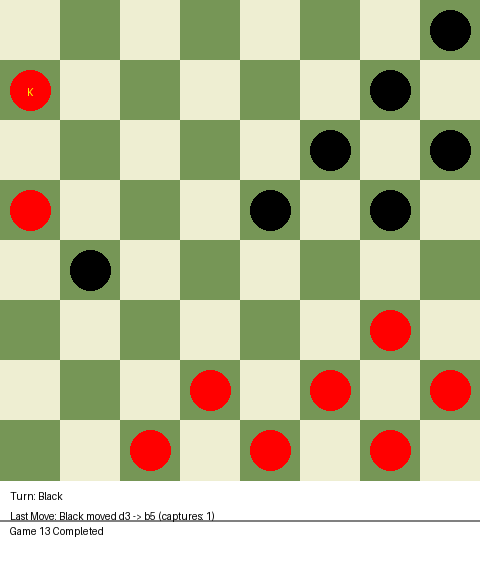 K
Turn: Black
Last Move: Black moved d3 -> b5 (captures: 1)
Game 13 Completed